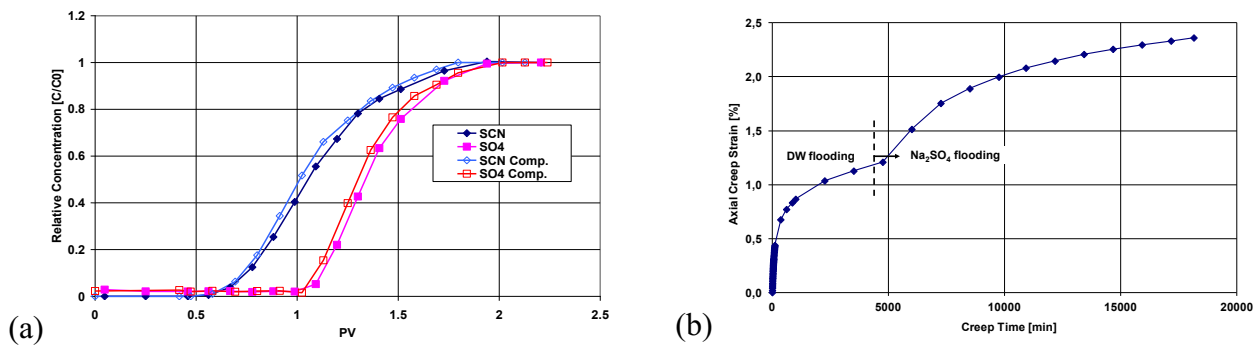 1.2
1
0.8
0.6
0.4
0.2
0
0 0.5 1 1.5 2 2.5
Relative Concentration [C/C0]
PV
SCN
SO4
SCN Comp.
SO4 Comp.
(a)
2,5
2,0
1,5
1,0
0,5
0,0
0 5000 10000 15000 20000
Axial Creep Strain [%]
Creep Time [min]
DW flooding
Na₂SO₄ flooding
(b)